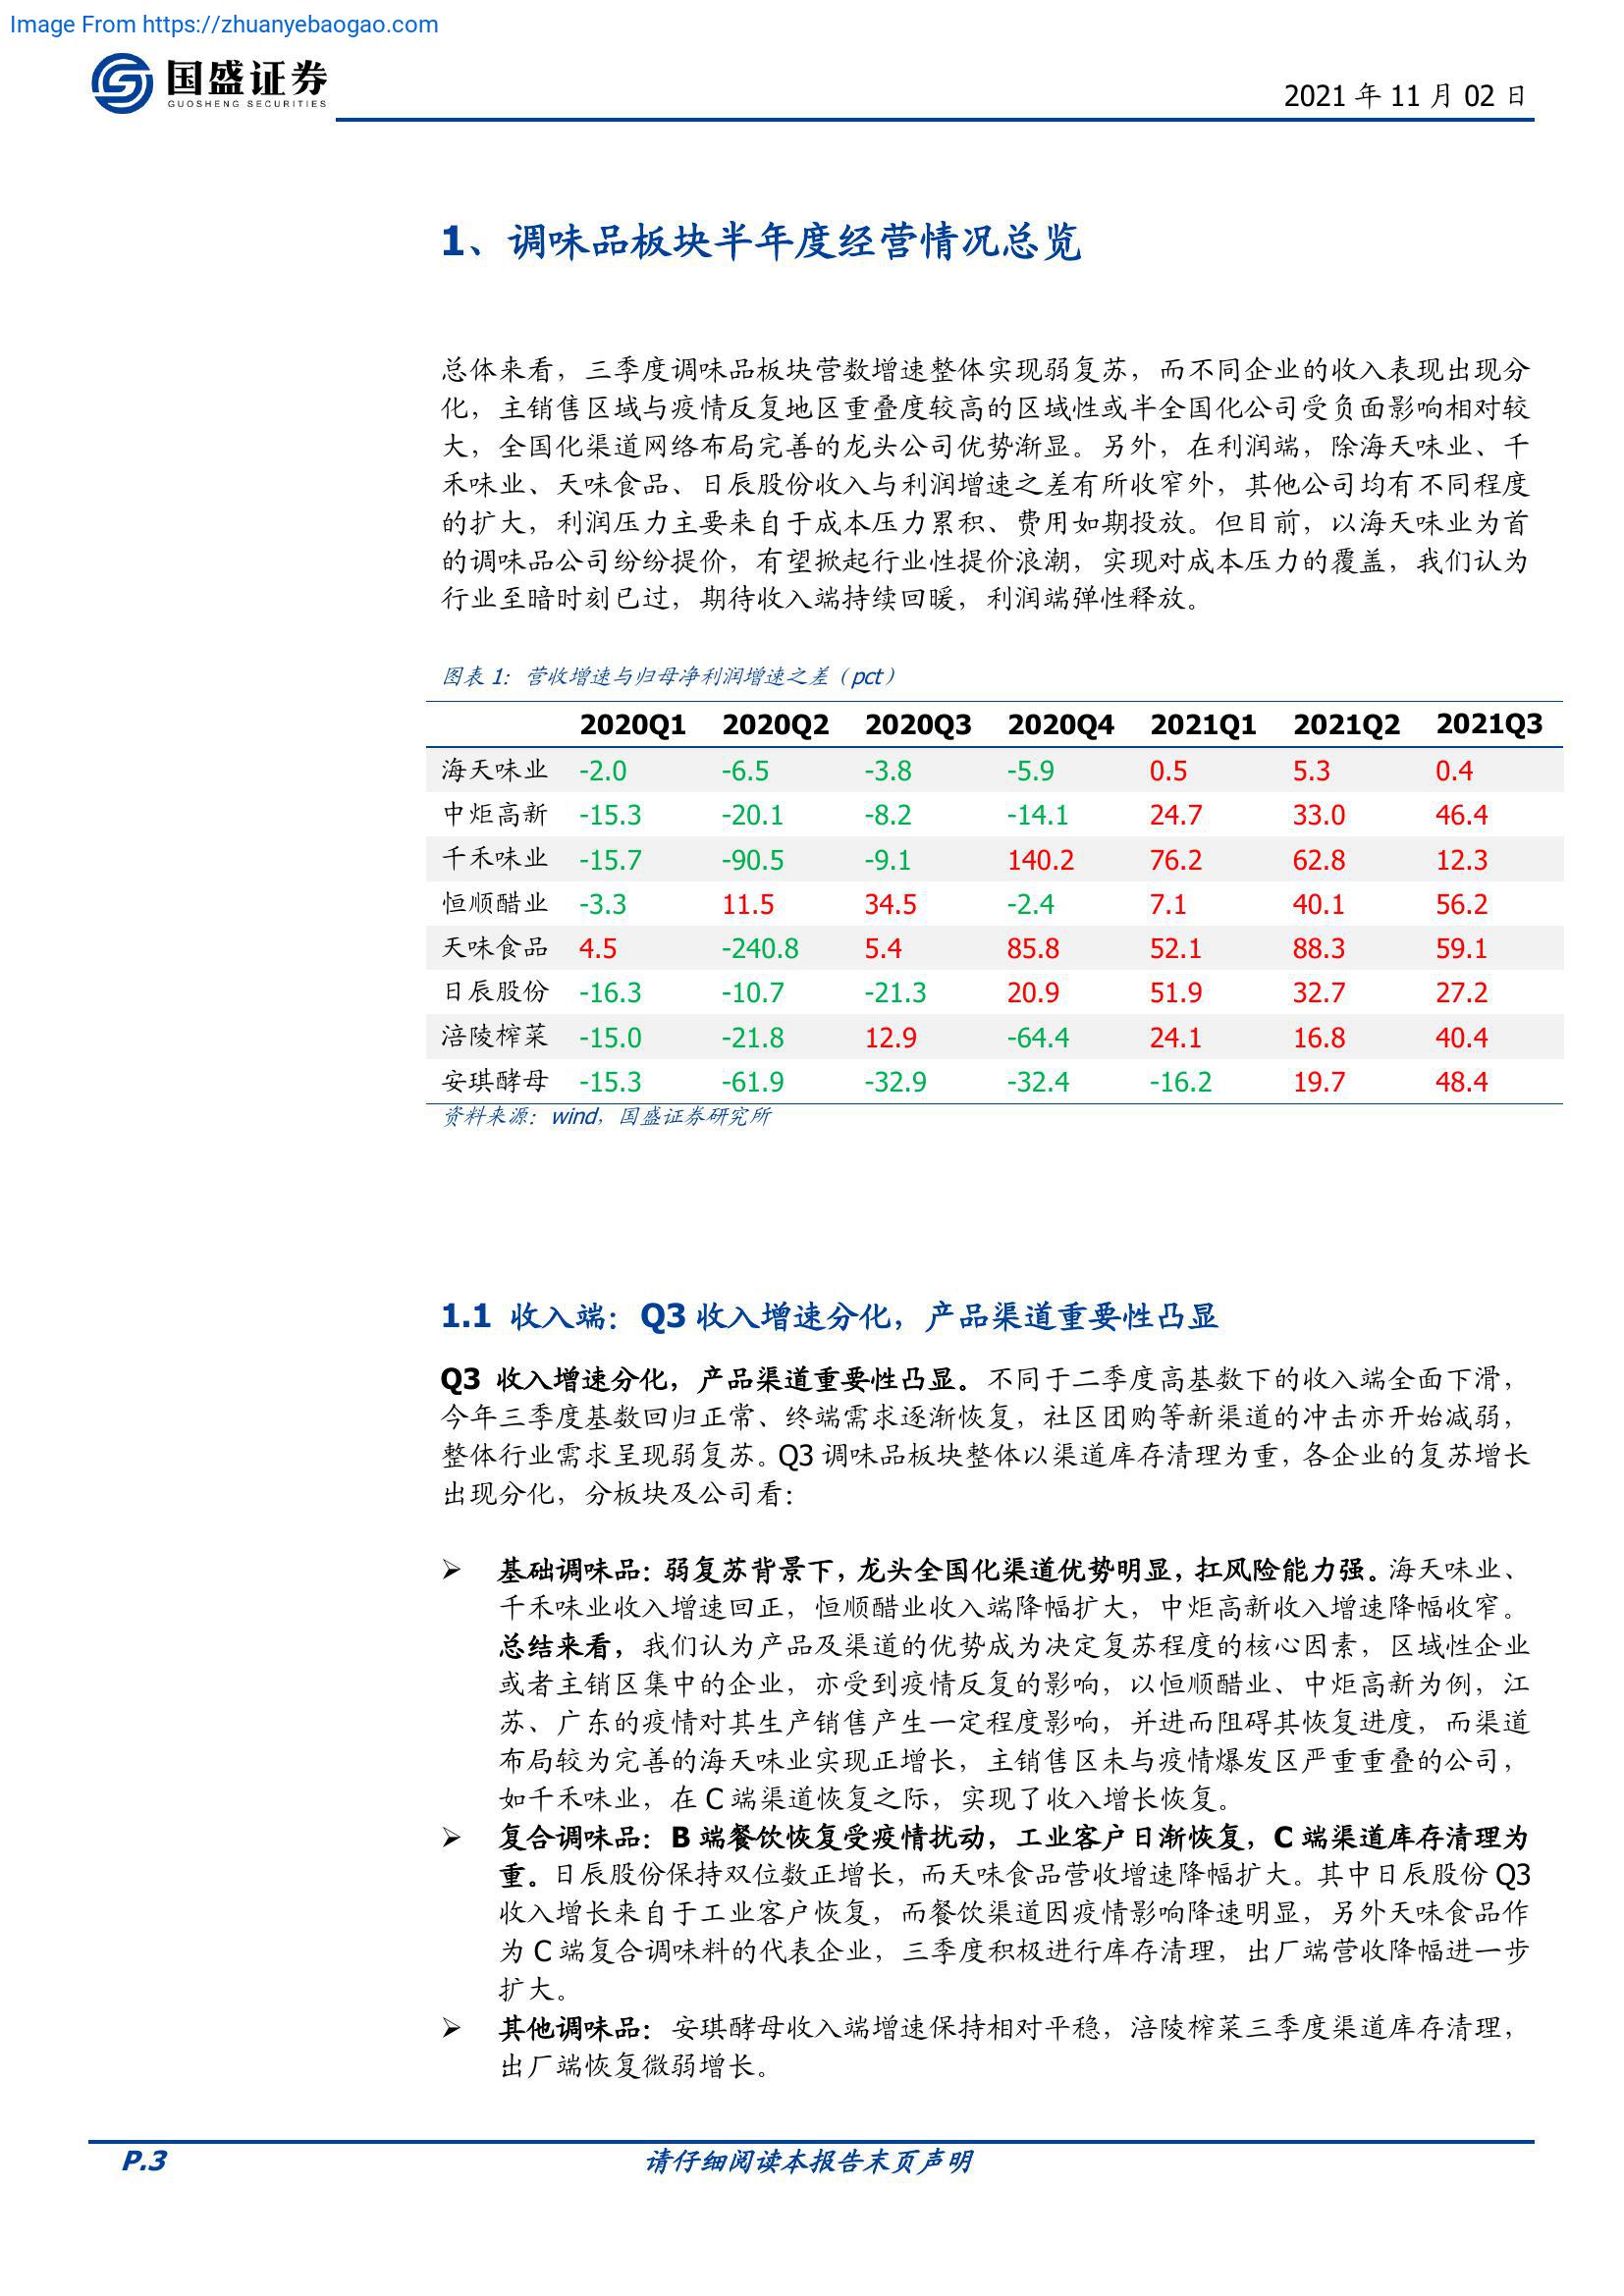 Image From https://zhuanyebaogao.com
国盛证券
GUOSHENG SECURITIES
2021 年 11 月 02 日
1、调味品板块半年度经营情况总览
总体来看，三季度调味品板块营数增速整体实现弱复苏，而不同企业的收入表现出现分
化，主销售区域与疫情反复地区重叠度较高的区域性或半全国化公司受负面影响相对较
大，全国化渠道网络布局完善的龙头公司优势渐显。另外，在利润端，除海天味业、千
禾味业、天味食品、日辰股份收入与利润增速之差有所收窄外，其他公司均有不同程度
的扩大，利润压力主要来自于成本压力累积、费用如期投放。但目前，以海天味业为首
的调味品公司纷纷提价，有望掀起行业性提价浪潮，实现对成本压力的覆盖，我们认为
行业至暗时刻已过，期待收入端持续回暖，利润端弹性释放。
图表 1：营收增速与归母净利润增速之差（pct）
2020Q1 2020Q2 2020Q3 2020Q4 2021Q1 2021Q2 2021Q3
海天味业 -2.0 -6.5 -3.8 -5.9 0.5 5.3 0.4
中炬高新 -15.3 -20.1 -8.2 -14.1 24.7 33.0 46.4
千禾味业 -15.7 -90.5 -9.1 140.2 76.2 62.8 12.3
恒顺醋业 -3.3 11.5 34.5 -2.4 7.1 40.1 56.2
天味食品 4.5 -240.8 5.4 85.8 52.1 88.3 59.1
日辰股份 -16.3 -10.7 -21.3 20.9 51.9 32.7 27.2
涪陵榨菜 -15.0 -21.8 12.9 -64.4 24.1 16.8 40.4
安琪酵母 -15.3 -61.9 -32.9 -32.4 -16.2 19.7 48.4
资料来源：wind，国盛证券研究所
1.1 收入端：Q3 收入增速分化，产品渠道重要性凸显
Q3 收入增速分化，产品渠道重要性凸显。不同于二季度高基数下的收入端全面下滑，
今年三季度基数回归正常、终端需求逐渐恢复，社区团购等新渠道的冲击亦开始减弱，
整体行业需求呈现弱复苏。Q3 调味品板块整体以渠道库存清理为重，各企业的复苏增长
出现分化，分板块及公司看：
➢ 基础调味品：弱复苏背景下，龙头全国化渠道优势明显，扛风险能力强。海天味业、
千禾味业收入增速回正，恒顺醋业收入端降幅扩大，中炬高新收入增速降幅收窄。
总结来看，我们认为产品及渠道的优势成为决定复苏程度的核心因素，区域性企业
或者主销区集中的企业，亦受到疫情反复的影响，以恒顺醋业、中炬高新为例，江
苏、广东的疫情对其生产销售产生一定程度影响，并进而阻碍其恢复进度，而渠道
布局较为完善的海天味业实现正增长，主销售区未与疫情爆发区严重重叠的公司，
如千禾味业，在 C 端渠道恢复之际，实现了收入增长恢复。
➢ 复合调味品：B 端餐饮恢复受疫情扰动，工业客户日渐恢复，C 端渠道库存清理为
重。日辰股份保持双位数正增长，而天味食品营收增速降幅扩大。其中日辰股份 Q3
收入增长来自于工业客户恢复，而餐饮渠道因疫情影响降速明显，另外天味食品作
为 C 端复合调味料的代表企业，三季度积极进行库存清理，出厂端营收降幅进一步
扩大。
➢ 其他调味品：安琪酵母收入端增速保持相对平稳，涪陵榨菜三季度渠道库存清理，
出厂端恢复微弱增长。
P.3
请仔细阅读本报告末页声明